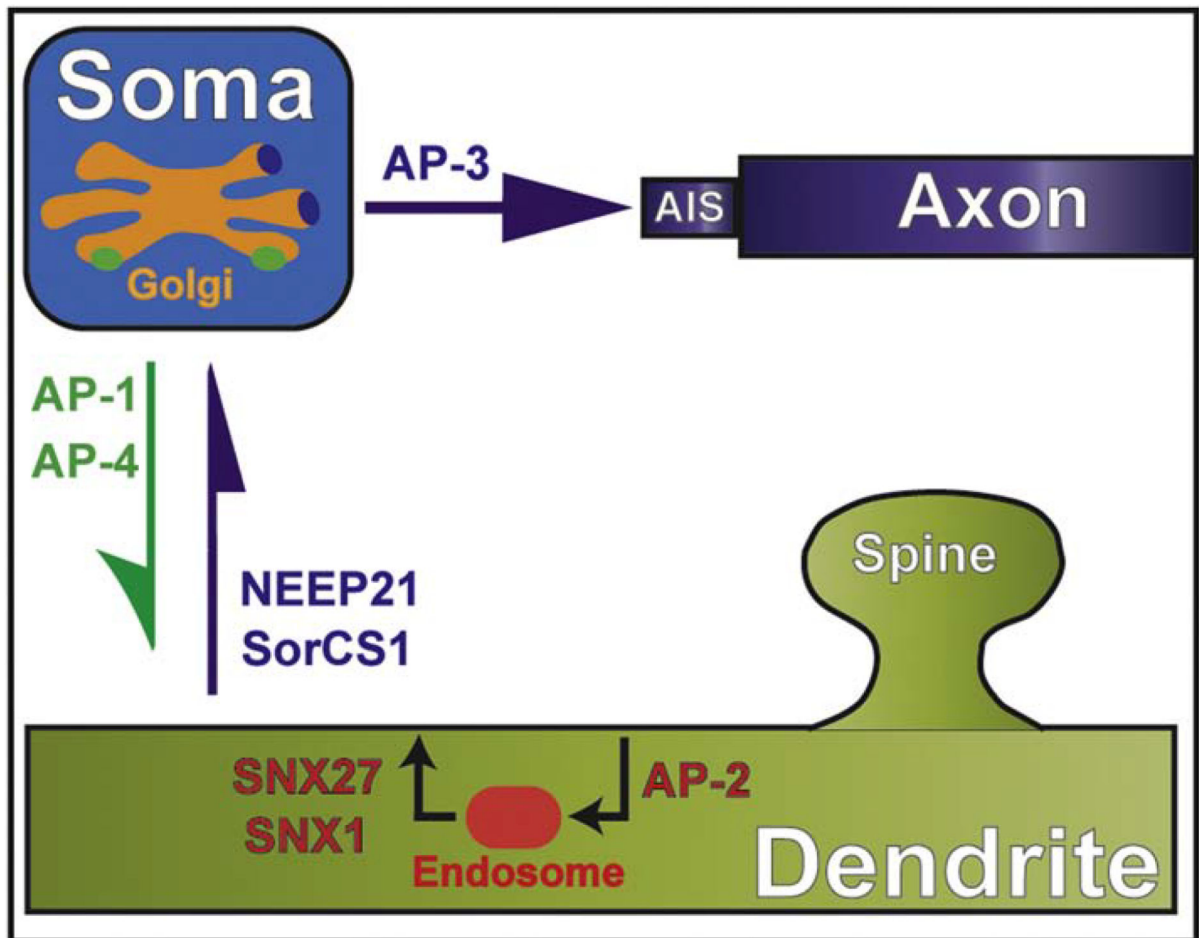 Soma
Golgi
AP-3
AIS
Axon
AP-1
AP-4
NEEP21
SorCS1
Spine
SNX27
SNX1
AP-2
Endosome
Dendrite